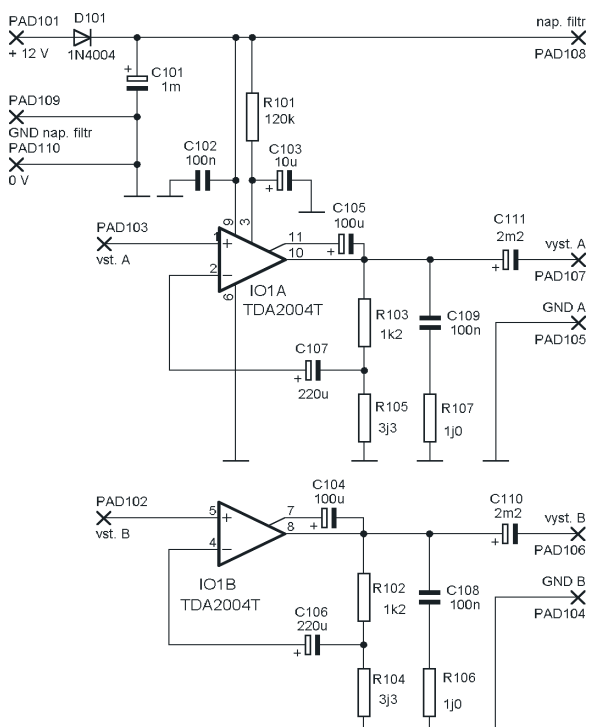 PAD101
+ 12 V
D101
1N4004
nap. filtr
PAD108
+
C101
1m
PAD109
GND nap. filtr
PAD110
0 V
R101
120k
C102
100n
C103
10u
+
PAD103
vst. A
9
3
1
+
2
−
6
11
10
C105
100u
+
IO1A
TDA2004T
C111
2m2
+
vyst. A
PAD107
GND A
PAD105
R103
1k2
C109
100n
C107
+
220u
R105
3j3
R107
1j0
PAD102
vst. B
5
+
4
−
7
8
C104
100u
+
IO1B
TDA2004T
C110
2m2
+
vyst. B
PAD106
GND B
PAD104
R102
1k2
C108
100n
C106
220u
+
R104
3j3
R106
1j0